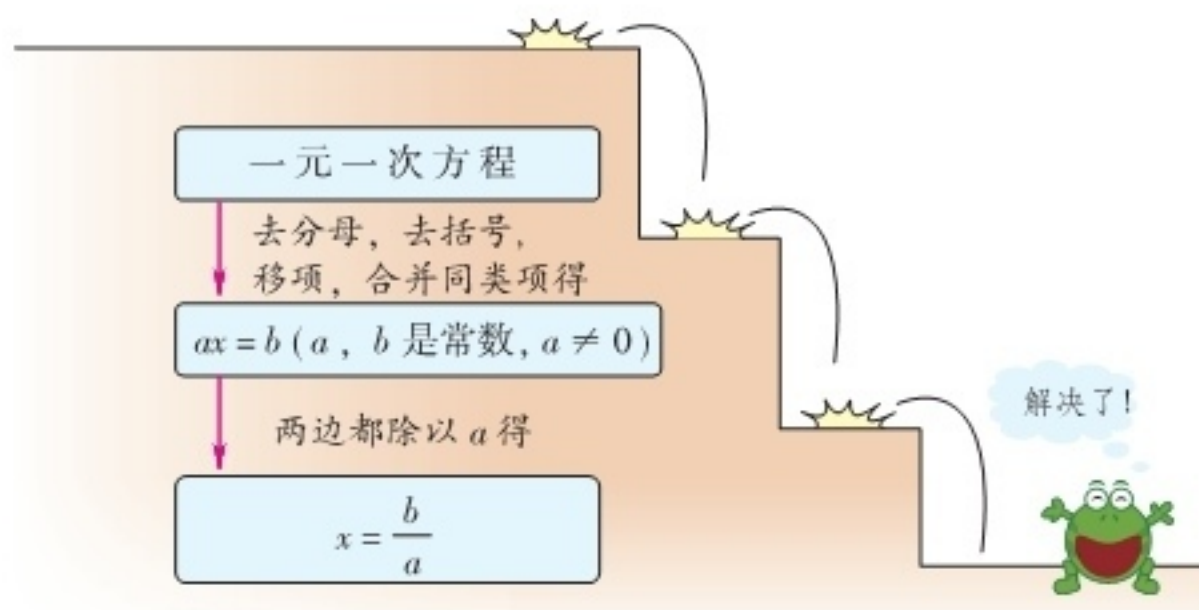 一元一次方程
去分母，去括号，
移项，合并同类项得
ax = b (a，b 是常数, a ≠ 0)
两边都除以 a 得
x = b/a
解决了!